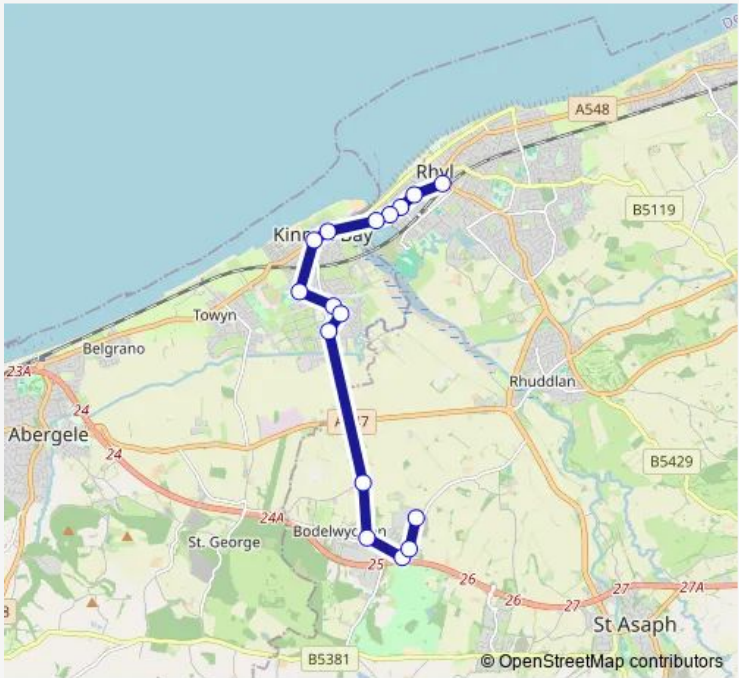 A548
Rhyl
B5119
Bay
Towyn
Belgrano
23A
Rhuddlan
24
Abergele
24
B5429
24A
St. George
25
26
26
27
27
27A
St Asaph
B5381
© OpenStreetMap contributors